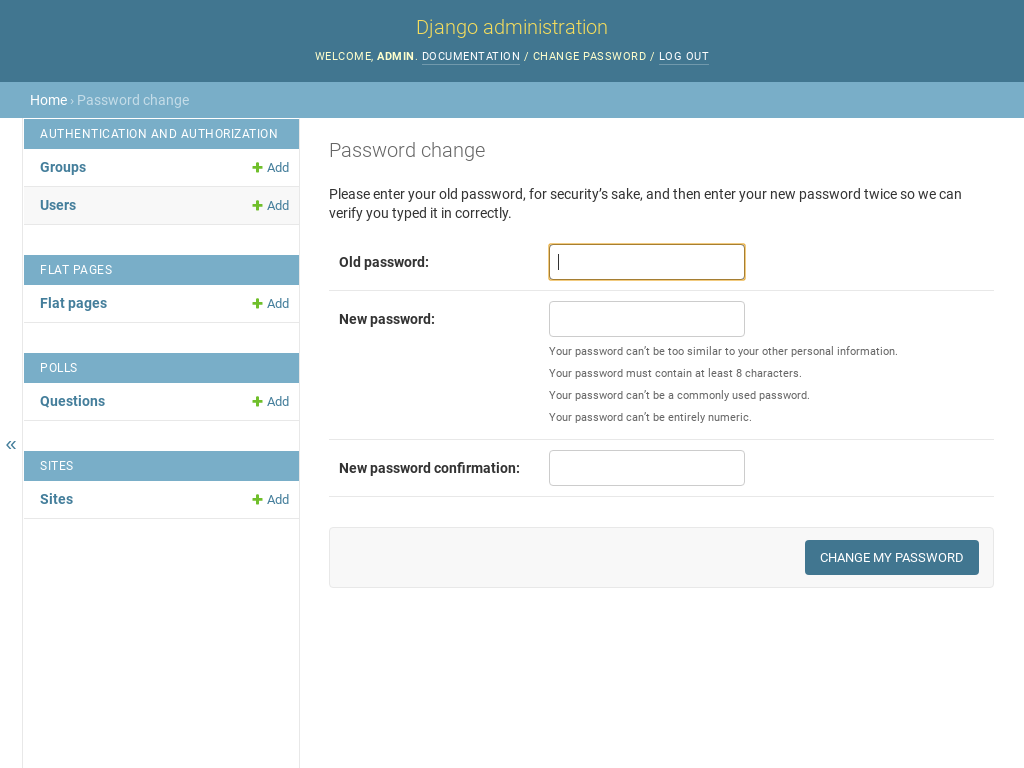 Django administration
WELCOME, ADMIN. DOCUMENTATION / CHANGE PASSWORD / LOG OUT
Home › Password change
AUTHENTICATION AND AUTHORIZATION
Groups Add
Users Add
FLAT PAGES
Flat pages Add
POLLS
Questions Add
SITES
Sites Add
«
Password change
Please enter your old password, for security’s sake, and then enter your new password twice so we can
verify you typed it in correctly.
Old password:
New password:
Your password can’t be too similar to your other personal information.
Your password must contain at least 8 characters.
Your password can’t be a commonly used password.
Your password can’t be entirely numeric.
New password confirmation:
CHANGE MY PASSWORD